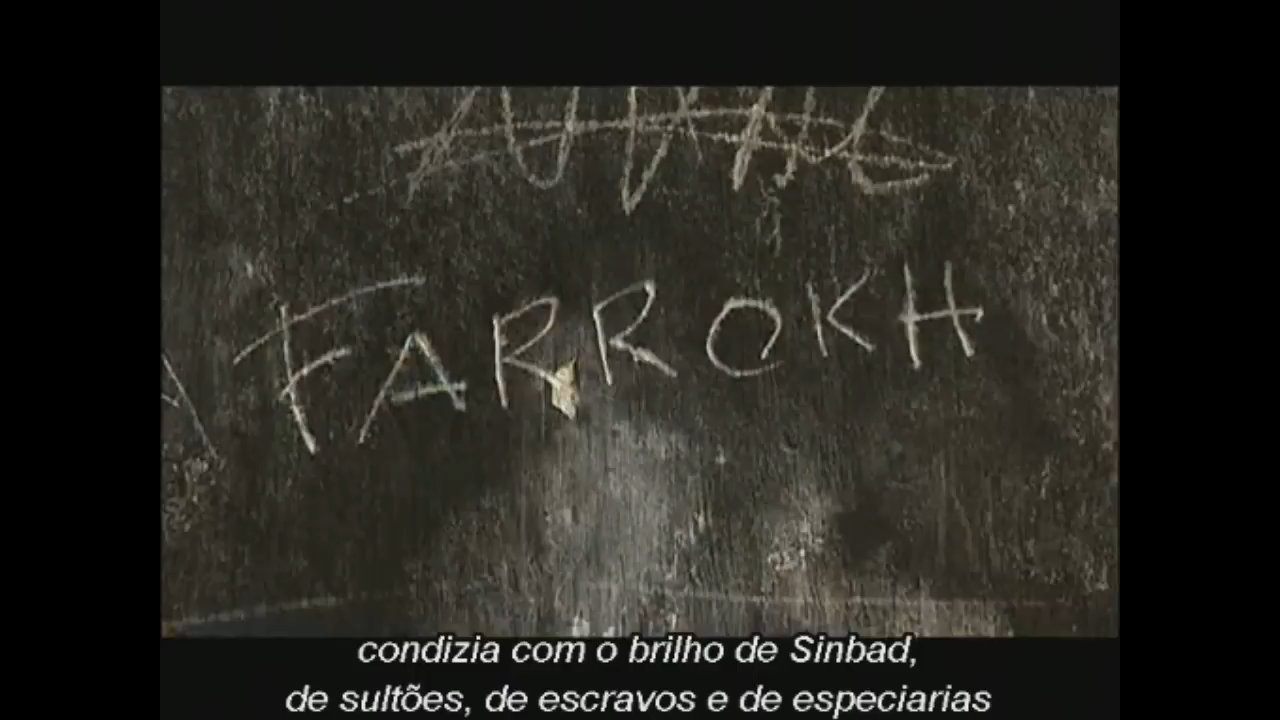 FARROKH
condizia com o brilho de Sinbad,
de sultões, de escravos e de especiarias